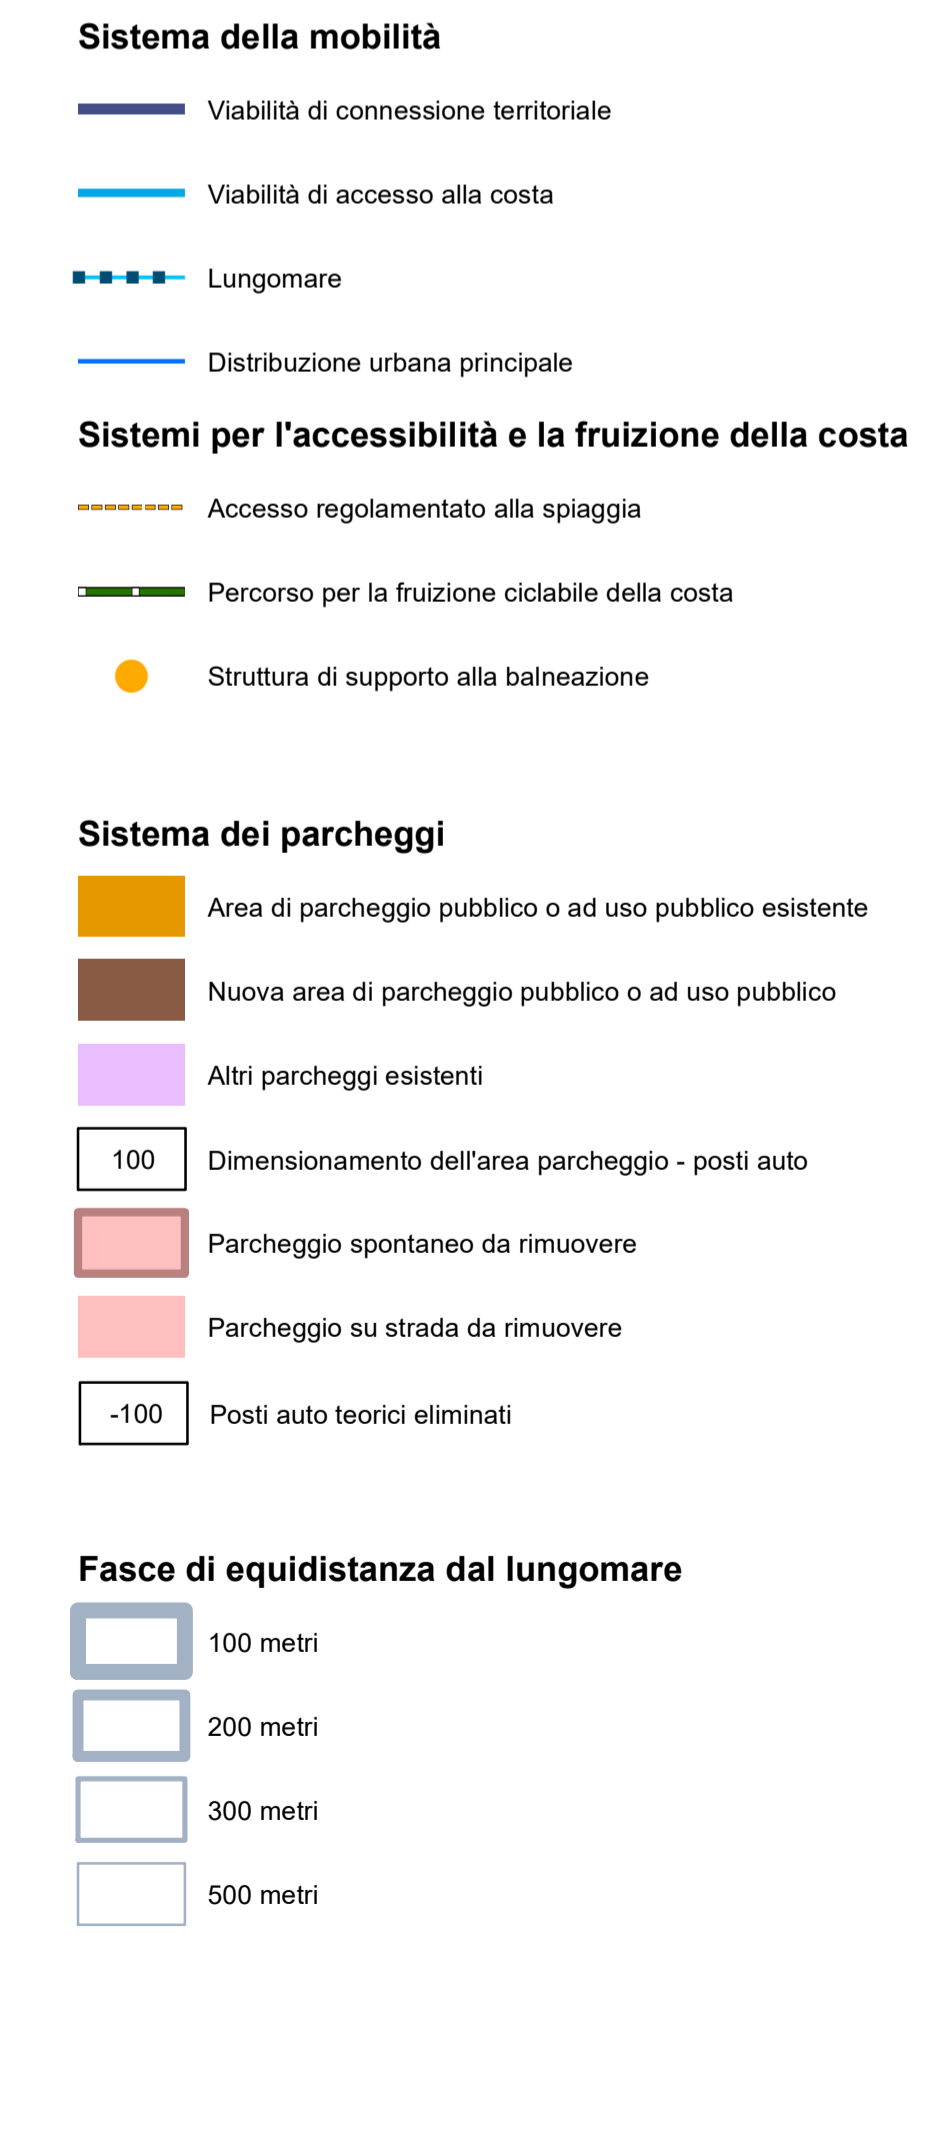 Sistema della mobilità
Viabilità di connessione territoriale
Viabilità di accesso alla costa
Lungomare
Distribuzione urbana principale
Sistemi per l'accessibilità e la fruizione della costa
Accesso regolamentato alla spiaggia
Percorso per la fruizione ciclabile della costa
Struttura di supporto alla balneazione
Sistema dei parcheggi
Area di parcheggio pubblico o ad uso pubblico esistente
Nuova area di parcheggio pubblico o ad uso pubblico
Altri parcheggi esistenti
100 Dimensionamento dell'area parcheggio - posti auto
Parcheggio spontaneo da rimuovere
Parcheggio su strada da rimuovere
-100 Posti auto teorici eliminati
Fasce di equidistanza dal lungomare
100 metri
200 metri
300 metri
500 metri